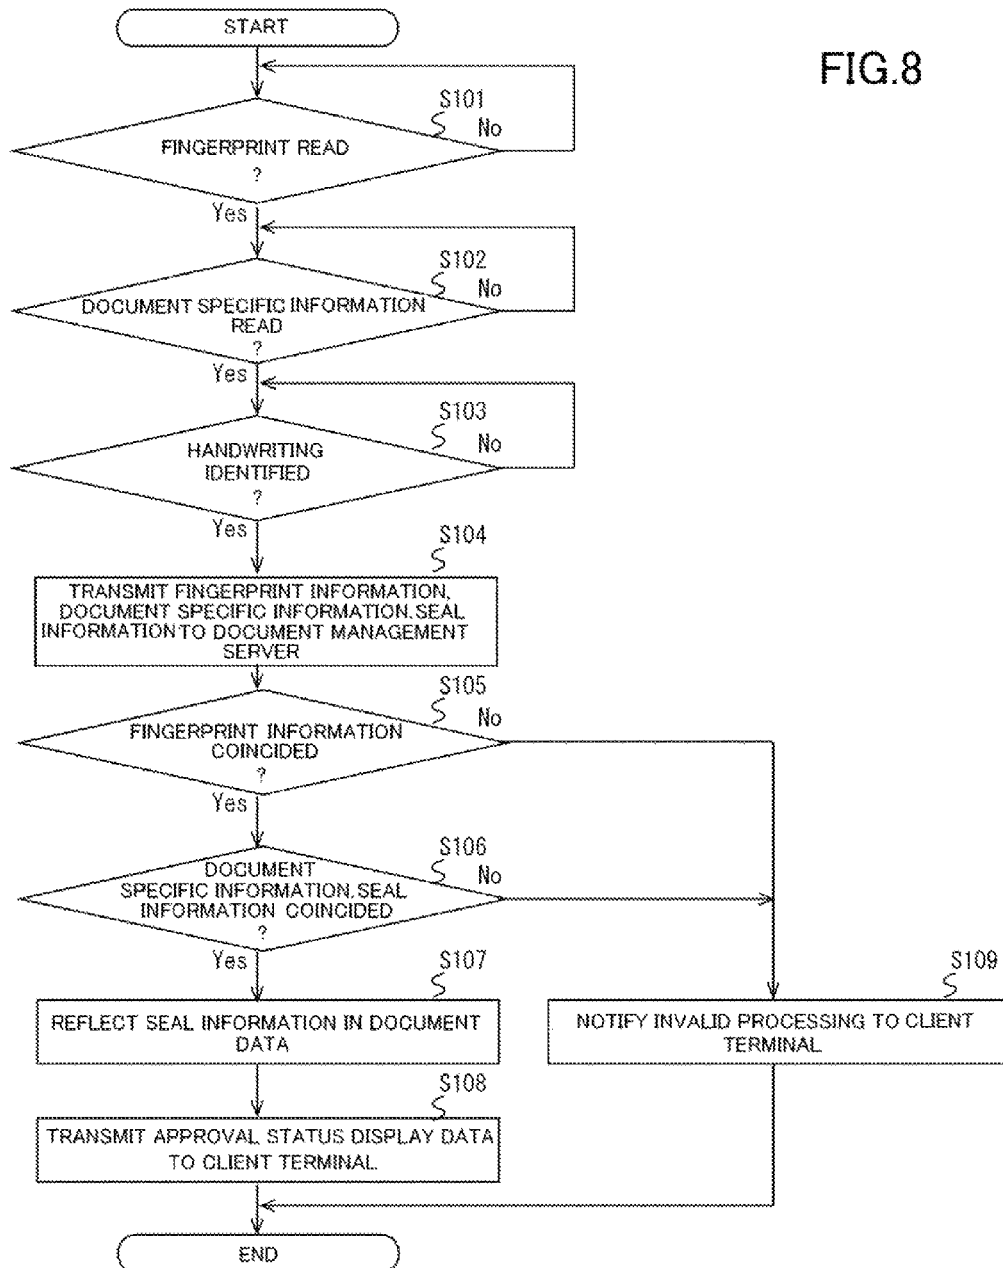 START
FIG.8
S101
No
FINGERPRINT READ
?
Yes
S102
No
DOCUMENT SPECIFIC INFORMATION
READ
?
Yes
S103
No
HANDWRITING
IDENTIFIED
?
Yes
S104
TRANSMIT FINGERPRINT INFORMATION,
DOCUMENT SPECIFIC INFORMATION.SEAL
INFORMATION TO DOCUMENT MANAGEMENT
SERVER
S105
No
FINGERPRINT INFORMATION
COINCIDED
?
Yes
S106
No
DOCUMENT
SPECIFIC INFORMATION.SEAL
INFORMATION COINCIDED
?
Yes
S107
REFLECT SEAL INFORMATION IN DOCUMENT
DATA
S109
NOTIFY INVALID PROCESSING TO CLIENT
TERMINAL
S108
TRANSMIT APPROVAL STATUS DISPLAY DATA
TO CLIENT TERMINAL.
END